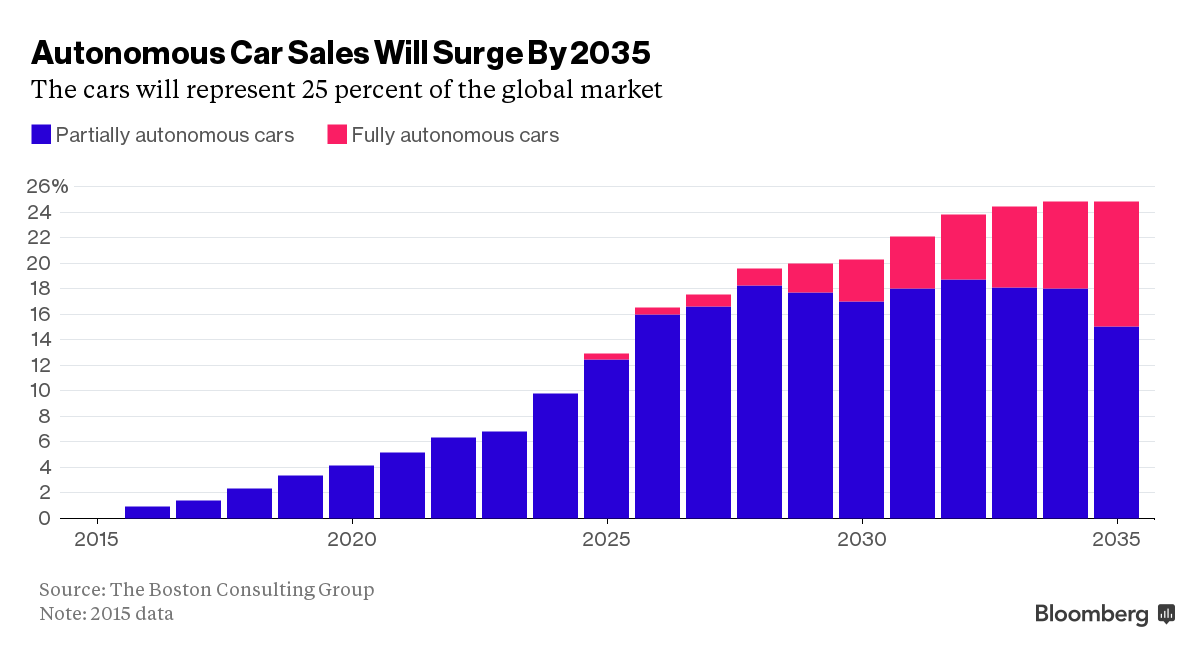 Autonomous Car Sales Will Surge By 2035
The cars will represent 25 percent of the global market
Partially autonomous cars Fully autonomous cars
26%
24
22
20
18
16
14
12
10
8
6
4
2
0
2015 2020 2025 2030 2035
Source: The Boston Consulting Group
Note: 2015 data
Bloomberg